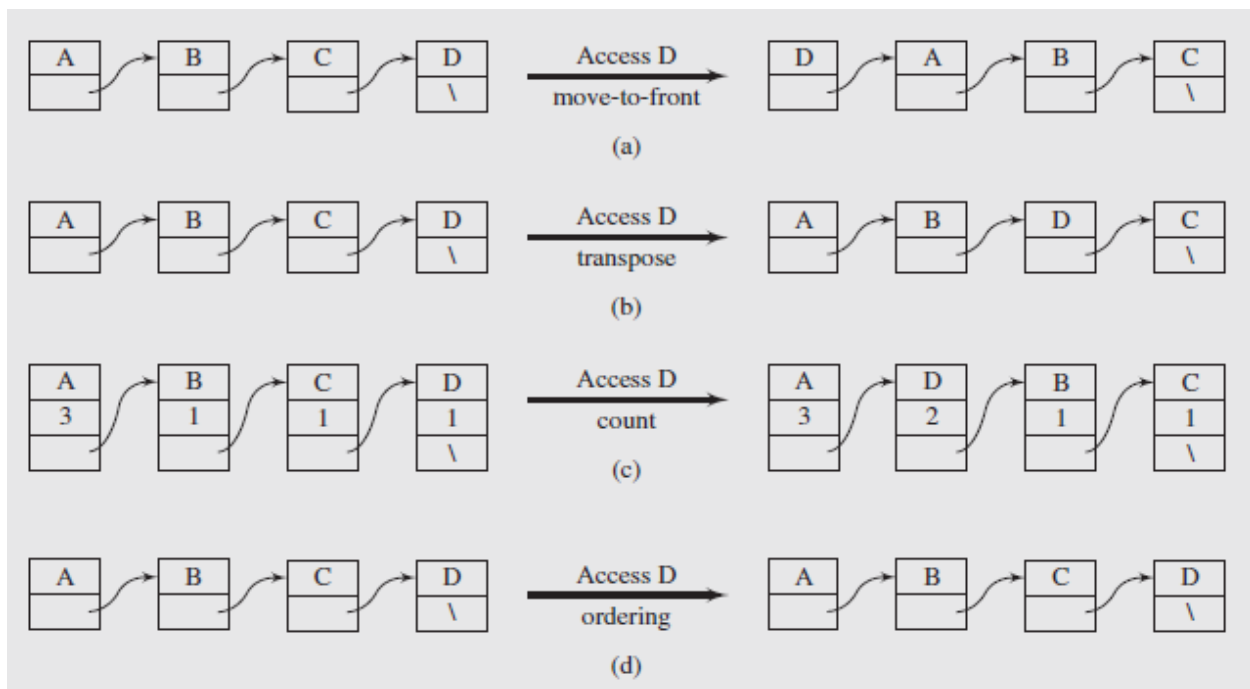 A B C D Access D D A B C
\ move-to-front \
(a)
A B C D Access D A B D C
\ transpose \
(b)
A B C D Access D A D B C
3 1 1 1 count 3 2 1 1
\ \
(c)
A B C D Access D A B C D
\ ordering \
(d)